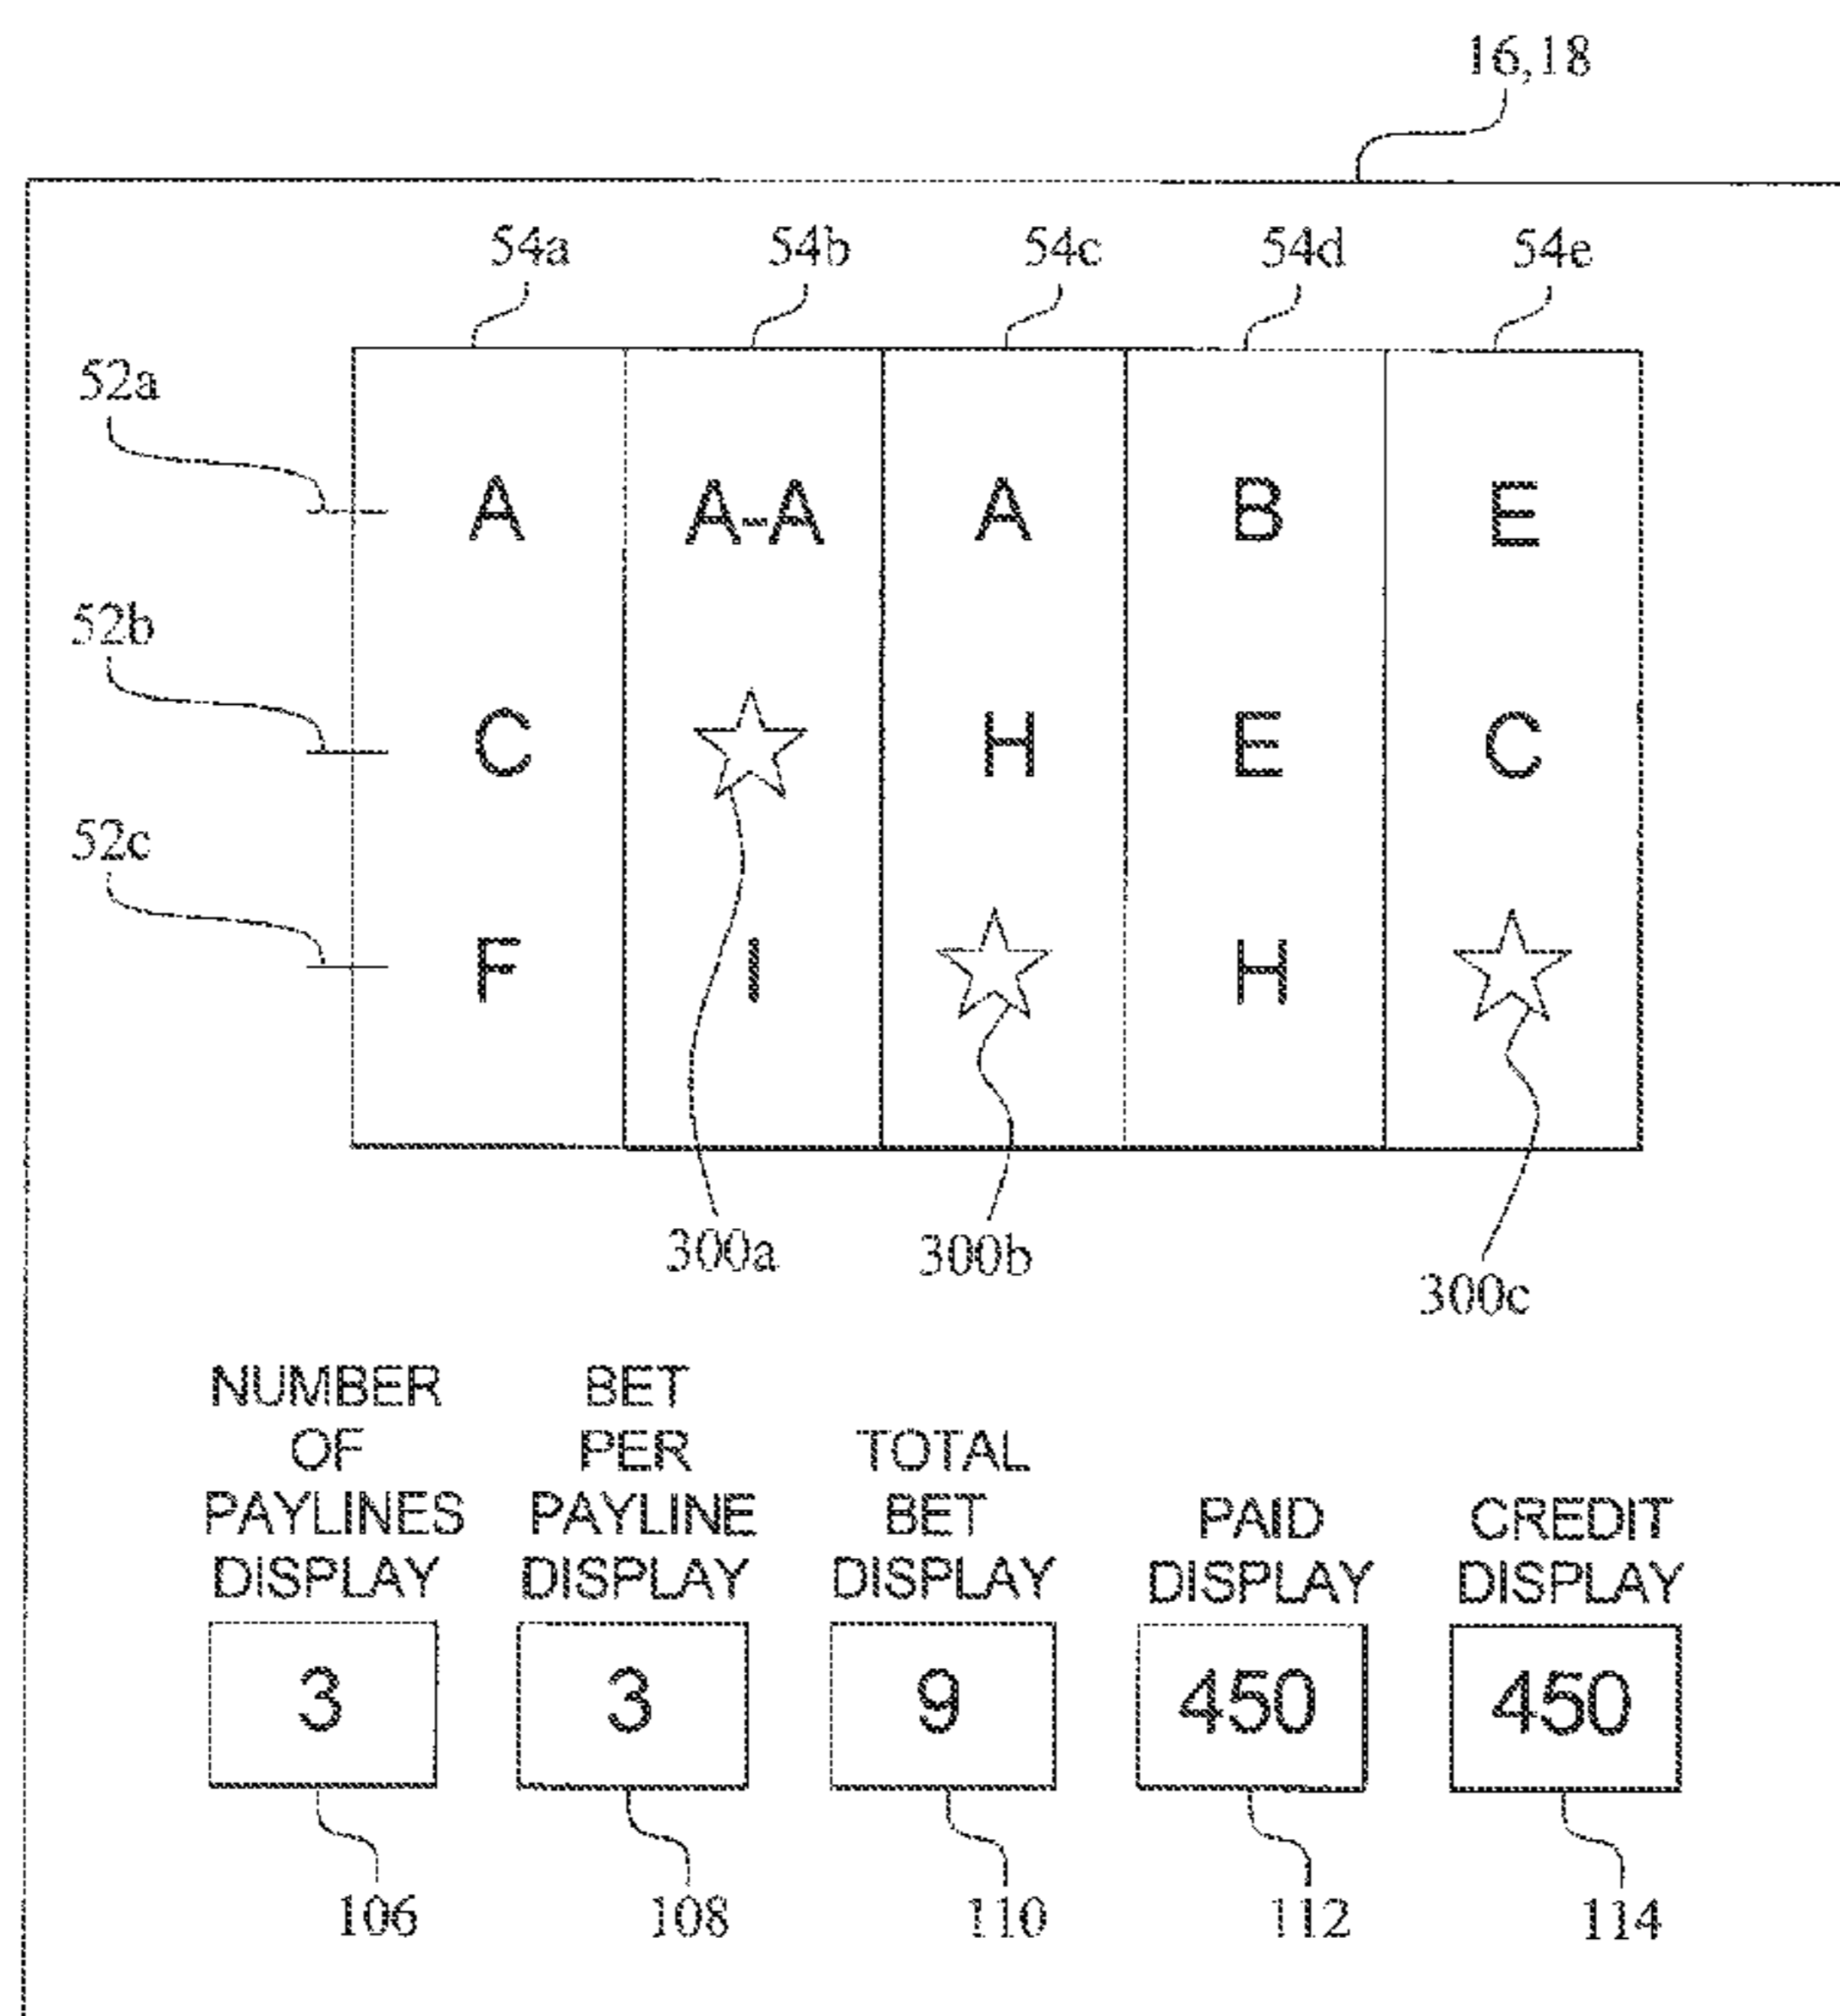 16,18
54a 54b 54c 54d 54e
52a
A A-A A B E
52b
C H E C
52c
F I H
300a 300b
300c
NUMBER BET
OF PER TOTAL
PAYLINES PAYLINE BET PAID CREDIT
DISPLAY DISPLAY DISPLAY DISPLAY DISPLAY
3 3 9 450 450
106 108 110 112 114